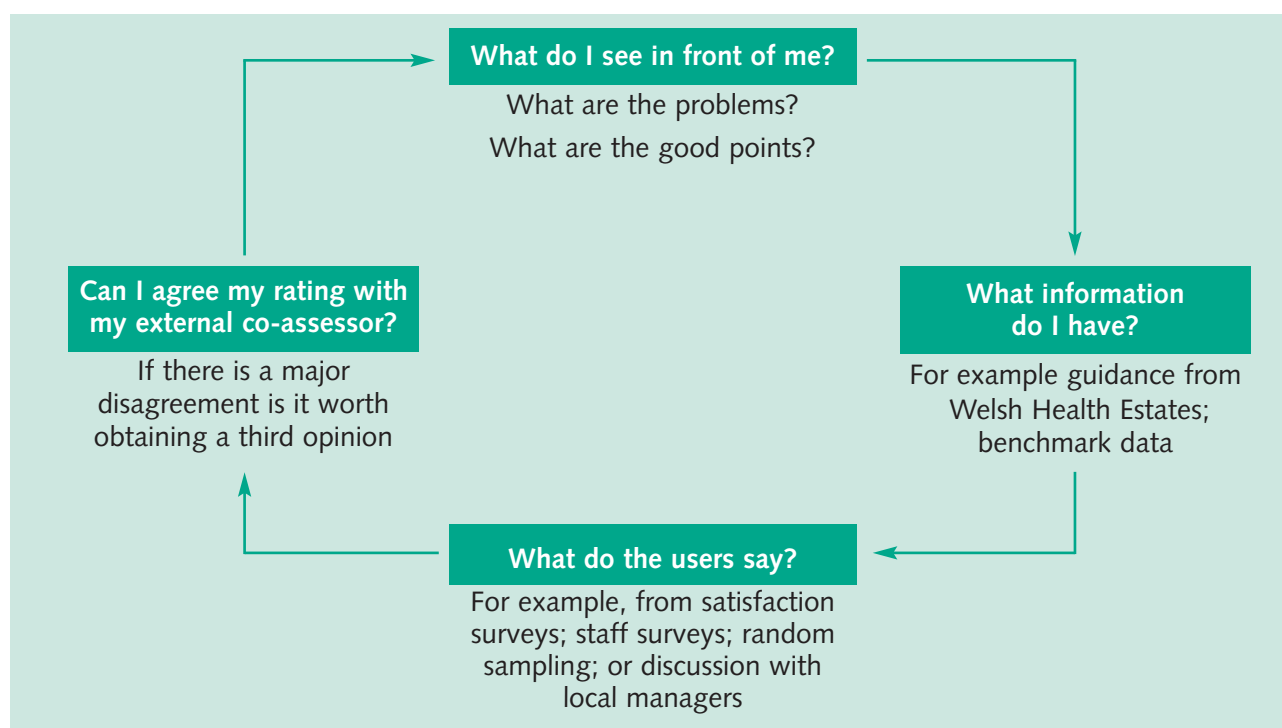 What do I see in front of me?
What are the problems?
What are the good points?
What information
do I have?
For example guidance from
Welsh Health Estates;
benchmark data
What do the users say?
For example, from satisfaction
surveys; staff surveys; random
sampling; or discussion with
local managers
Can I agree my rating with
my external co-assessor?
If there is a major
disagreement is it worth
obtaining a third opinion